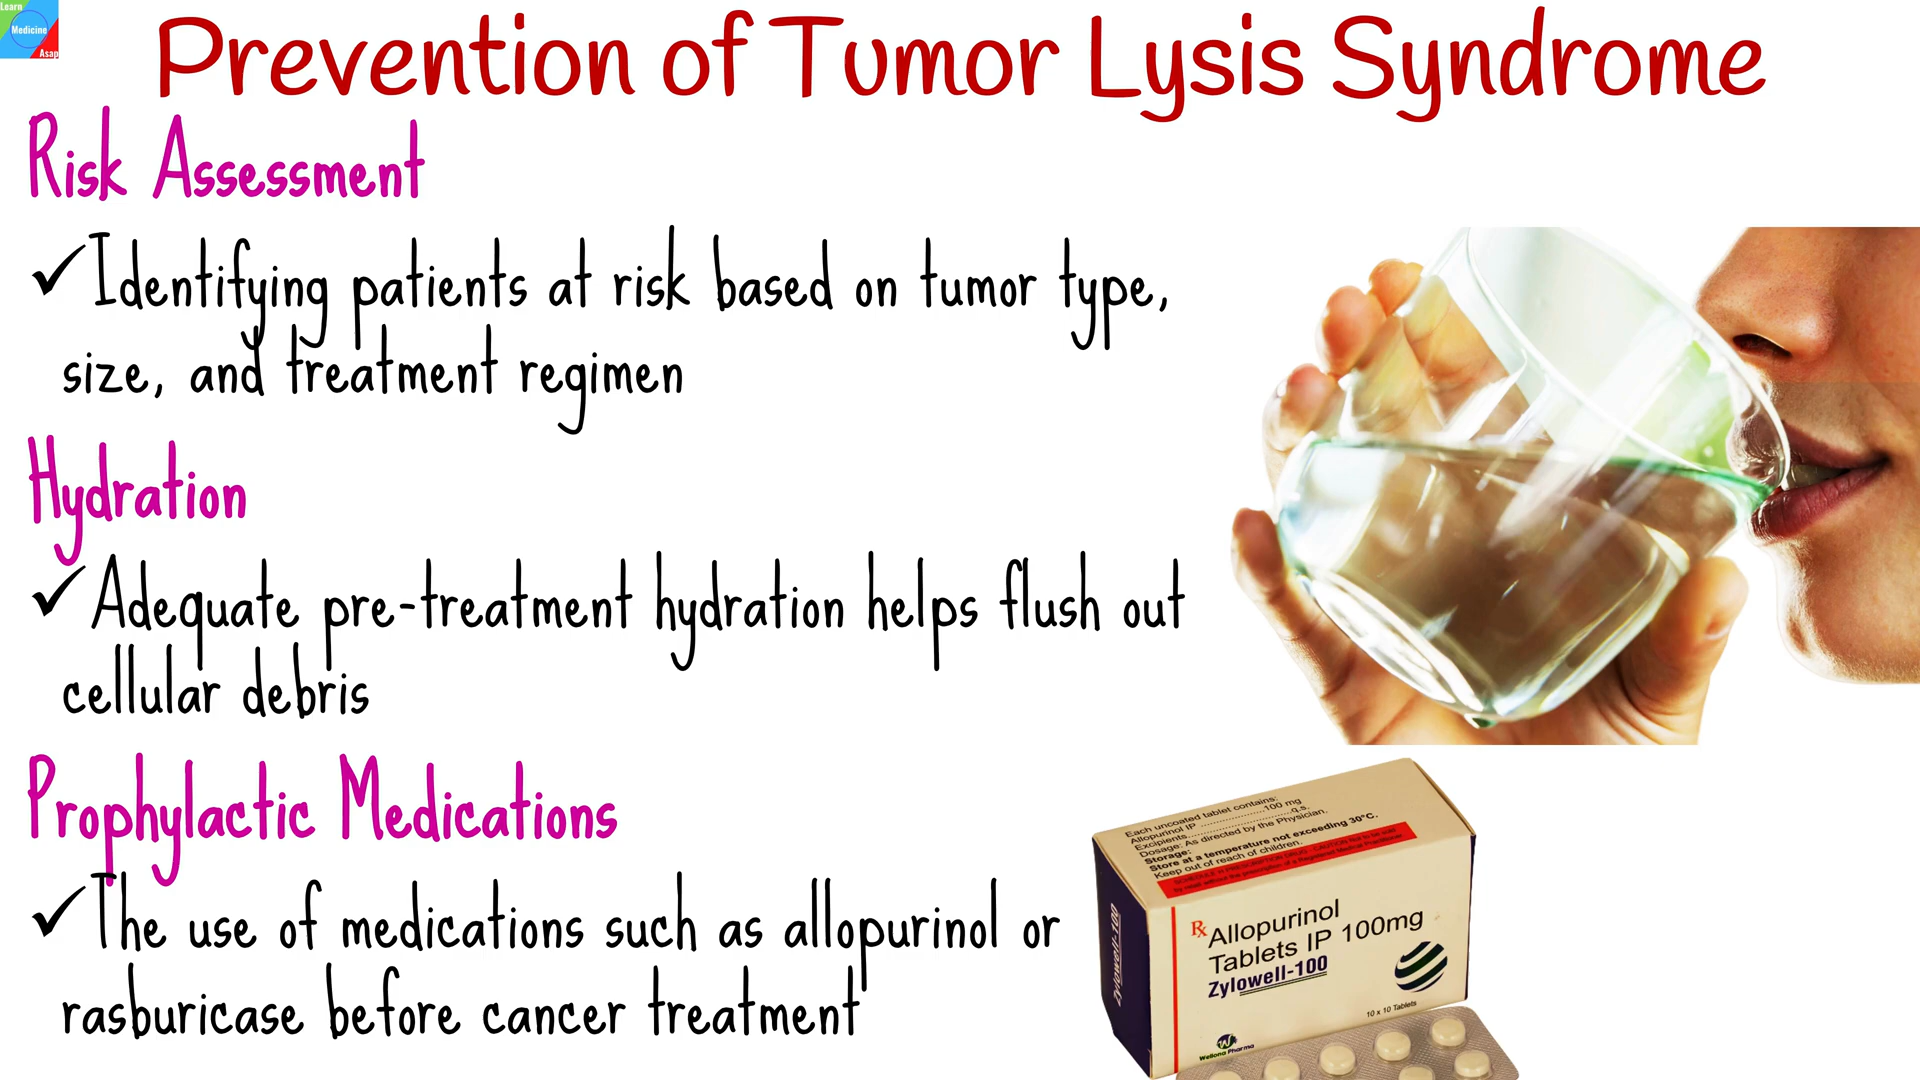 Learn
Medicine
Asap
Prevention of Tumor Lysis Syndrome
Risk Assessment
✓Identifying patients at risk based on tumor type,
size, and treatment regimen
Hydration
✓Adequate pre-treatment hydration helps flush out
cellular debris
Prophylactic Medications
✓The use of medications such as allopurinol or
rasburicase before cancer treatment
Each uncoated tablet contains:
Allopurinol IP ........................100 mg
Excipients........................q.s.
Dosage: As directed by the Physician.
Storage:
Store at a temperature not exceeding 30°C.
Keep out of reach of children.
Rx Allopurinol
Tablets IP 100mg
Zylowell-100
10 x 10 Tablets
Wellona Pharma
Zylowell-100